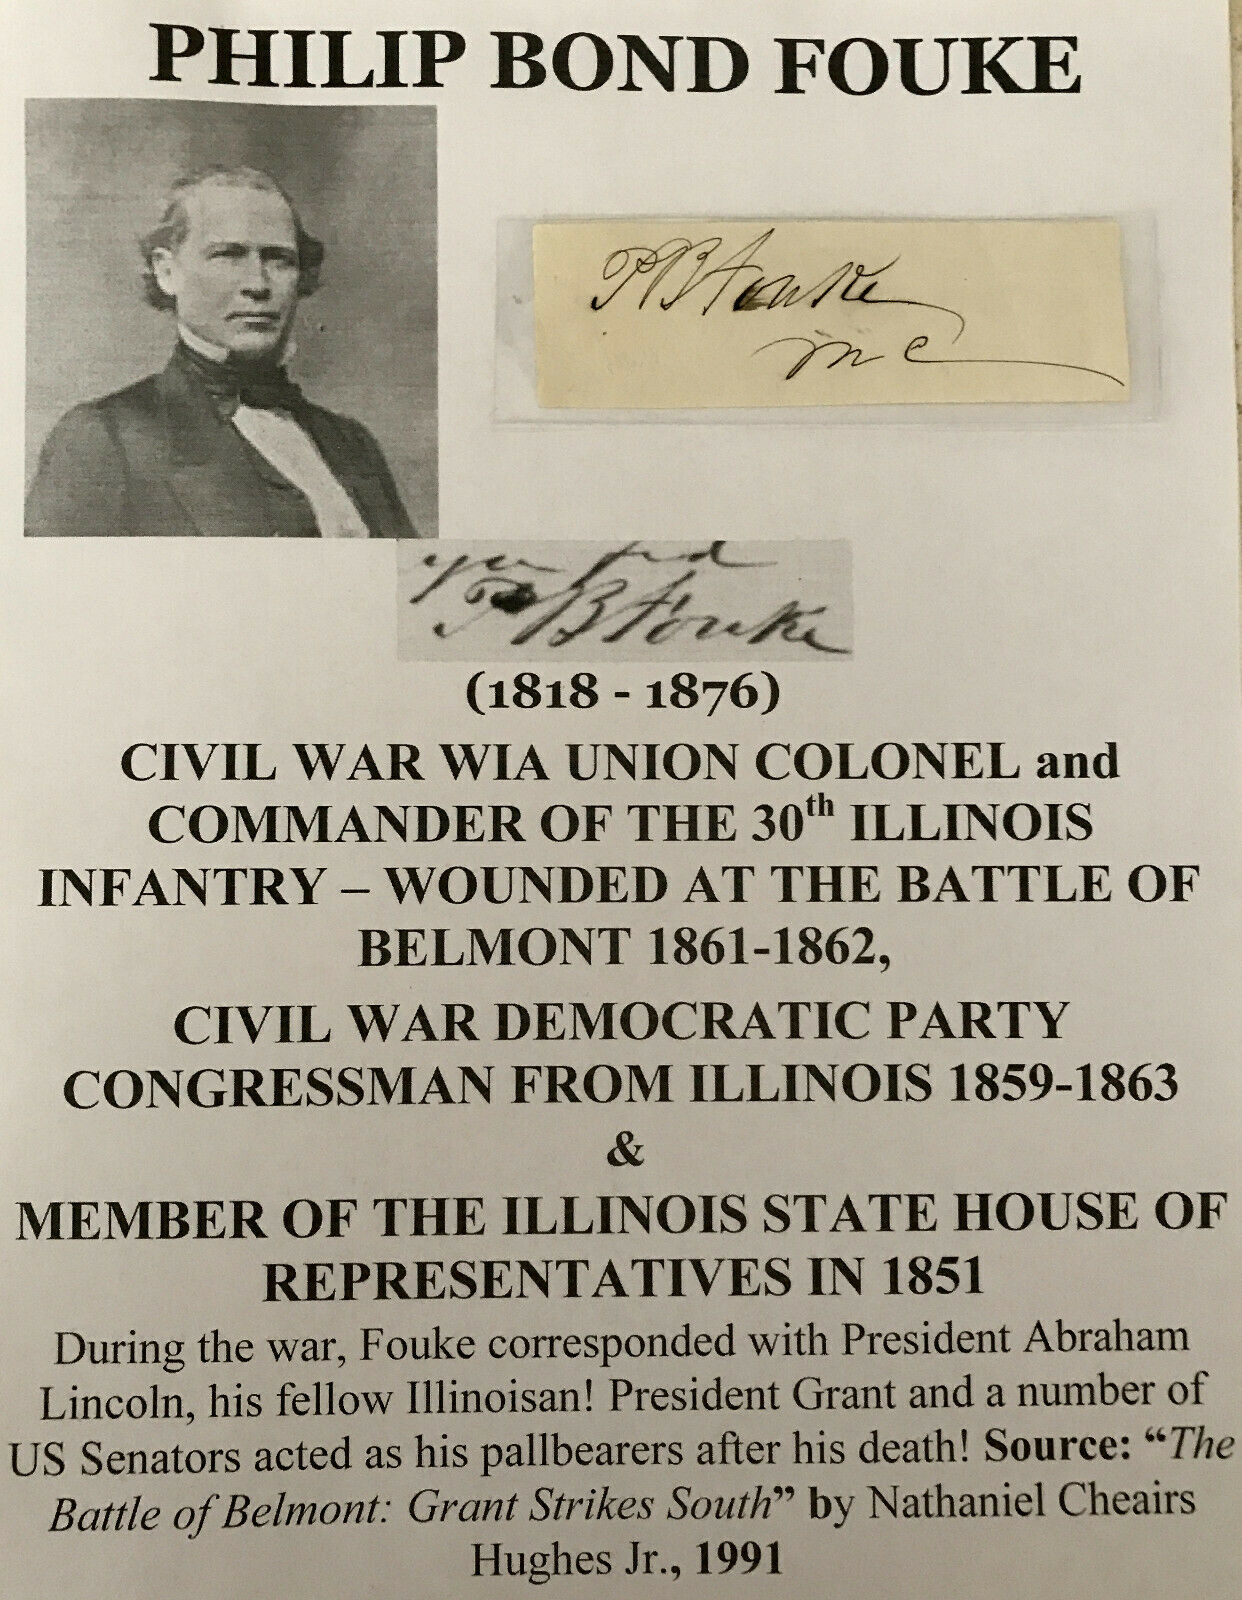 PHILIP BOND FOUKE
P B Fouke
M C
P B Fouke
(1818 - 1876)
CIVIL WAR WIA UNION COLONEL and
COMMANDER OF THE 30th ILLINOIS
INFANTRY – WOUNDED AT THE BATTLE OF
BELMONT 1861-1862,
CIVIL WAR DEMOCRATIC PARTY
CONGRESSMAN FROM ILLINOIS 1859-1863
&
MEMBER OF THE ILLINOIS STATE HOUSE OF
REPRESENTATIVES IN 1851
During the war, Fouke corresponded with President Abraham
Lincoln, his fellow Illinoisan! President Grant and a number of
US Senators acted as his pallbearers after his death! Source: “The
Battle of Belmont: Grant Strikes South” by Nathaniel Cheairs
Hughes Jr., 1991